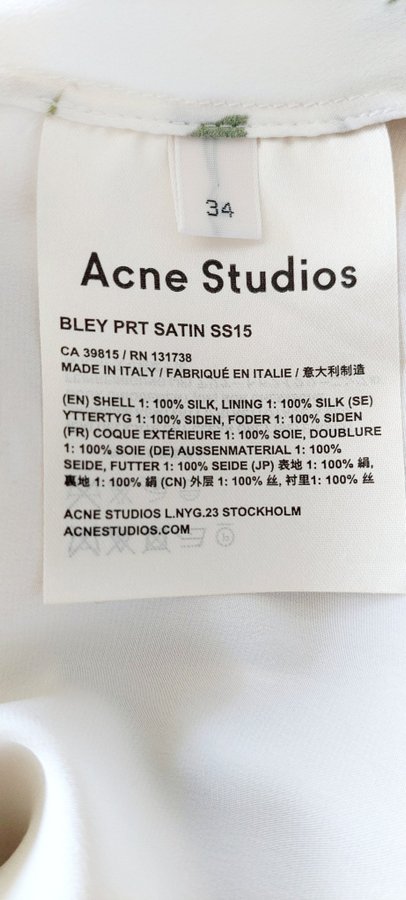 34
Acne Studios
BLEY PRT SATIN SS15
CA 39815 / RN 131738
MADE IN ITALY / FABRIQUÉ EN ITALIE / 意大利制造
(EN) SHELL 1: 100% SILK, LINING 1: 100% SILK (SE)
YTTERTYG 1: 100% SIDEN, FODER 1: 100% SIDEN
(FR) COQUE EXTÉRIEURE 1: 100% SOIE, DOUBLURE
1: 100% SOIE (DE) AUSSENMATERIAL 1: 100%
SEIDE, FUTTER 1: 100% SEIDE (JP) 表地 1: 100% 絹,
裏地 1: 100% 絹 (CN) 外层 1: 100% 丝, 衬里1: 100% 丝
ACNE STUDIOS L.NYG.23 STOCKHOLM
ACNESTUDIOS.COM